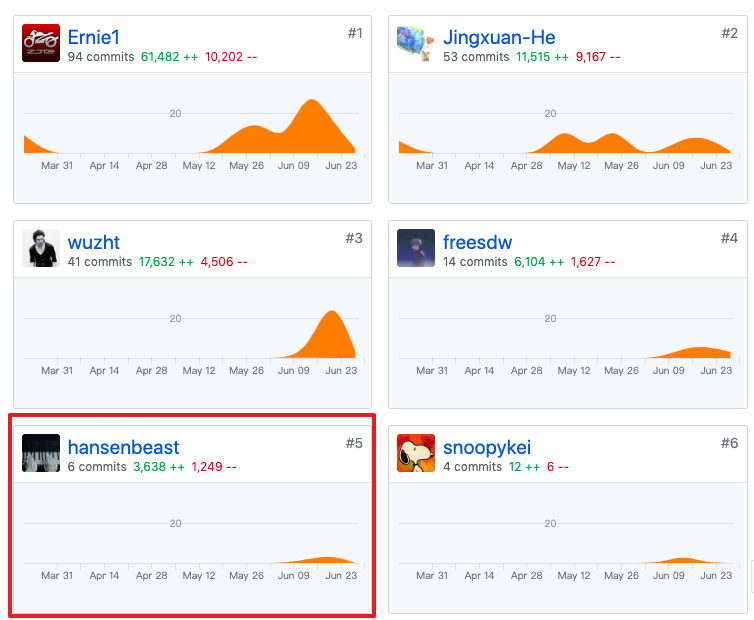 Ernie1 #1
94 commits 61,482 ++ 10,202 --
20
Mar 31 Apr 14 Apr 28 May 12 May 26 Jun 09 Jun 23
Jingxuan-He #2
53 commits 11,515 ++ 9,167 --
20
Mar 31 Apr 14 Apr 28 May 12 May 26 Jun 09 Jun 23
wuzht #3
41 commits 17,632 ++ 4,506 --
20
Mar 31 Apr 14 Apr 28 May 12 May 26 Jun 09 Jun 23
freesdw #4
14 commits 6,104 ++ 1,627 --
20
Mar 31 Apr 14 Apr 28 May 12 May 26 Jun 09 Jun 23
hansenbeast #5
6 commits 3,638 ++ 1,249 --
20
Mar 31 Apr 14 Apr 28 May 12 May 26 Jun 09 Jun 23
snoopykei #6
4 commits 12 ++ 6 --
20
Mar 31 Apr 14 Apr 28 May 12 May 26 Jun 09 Jun 23